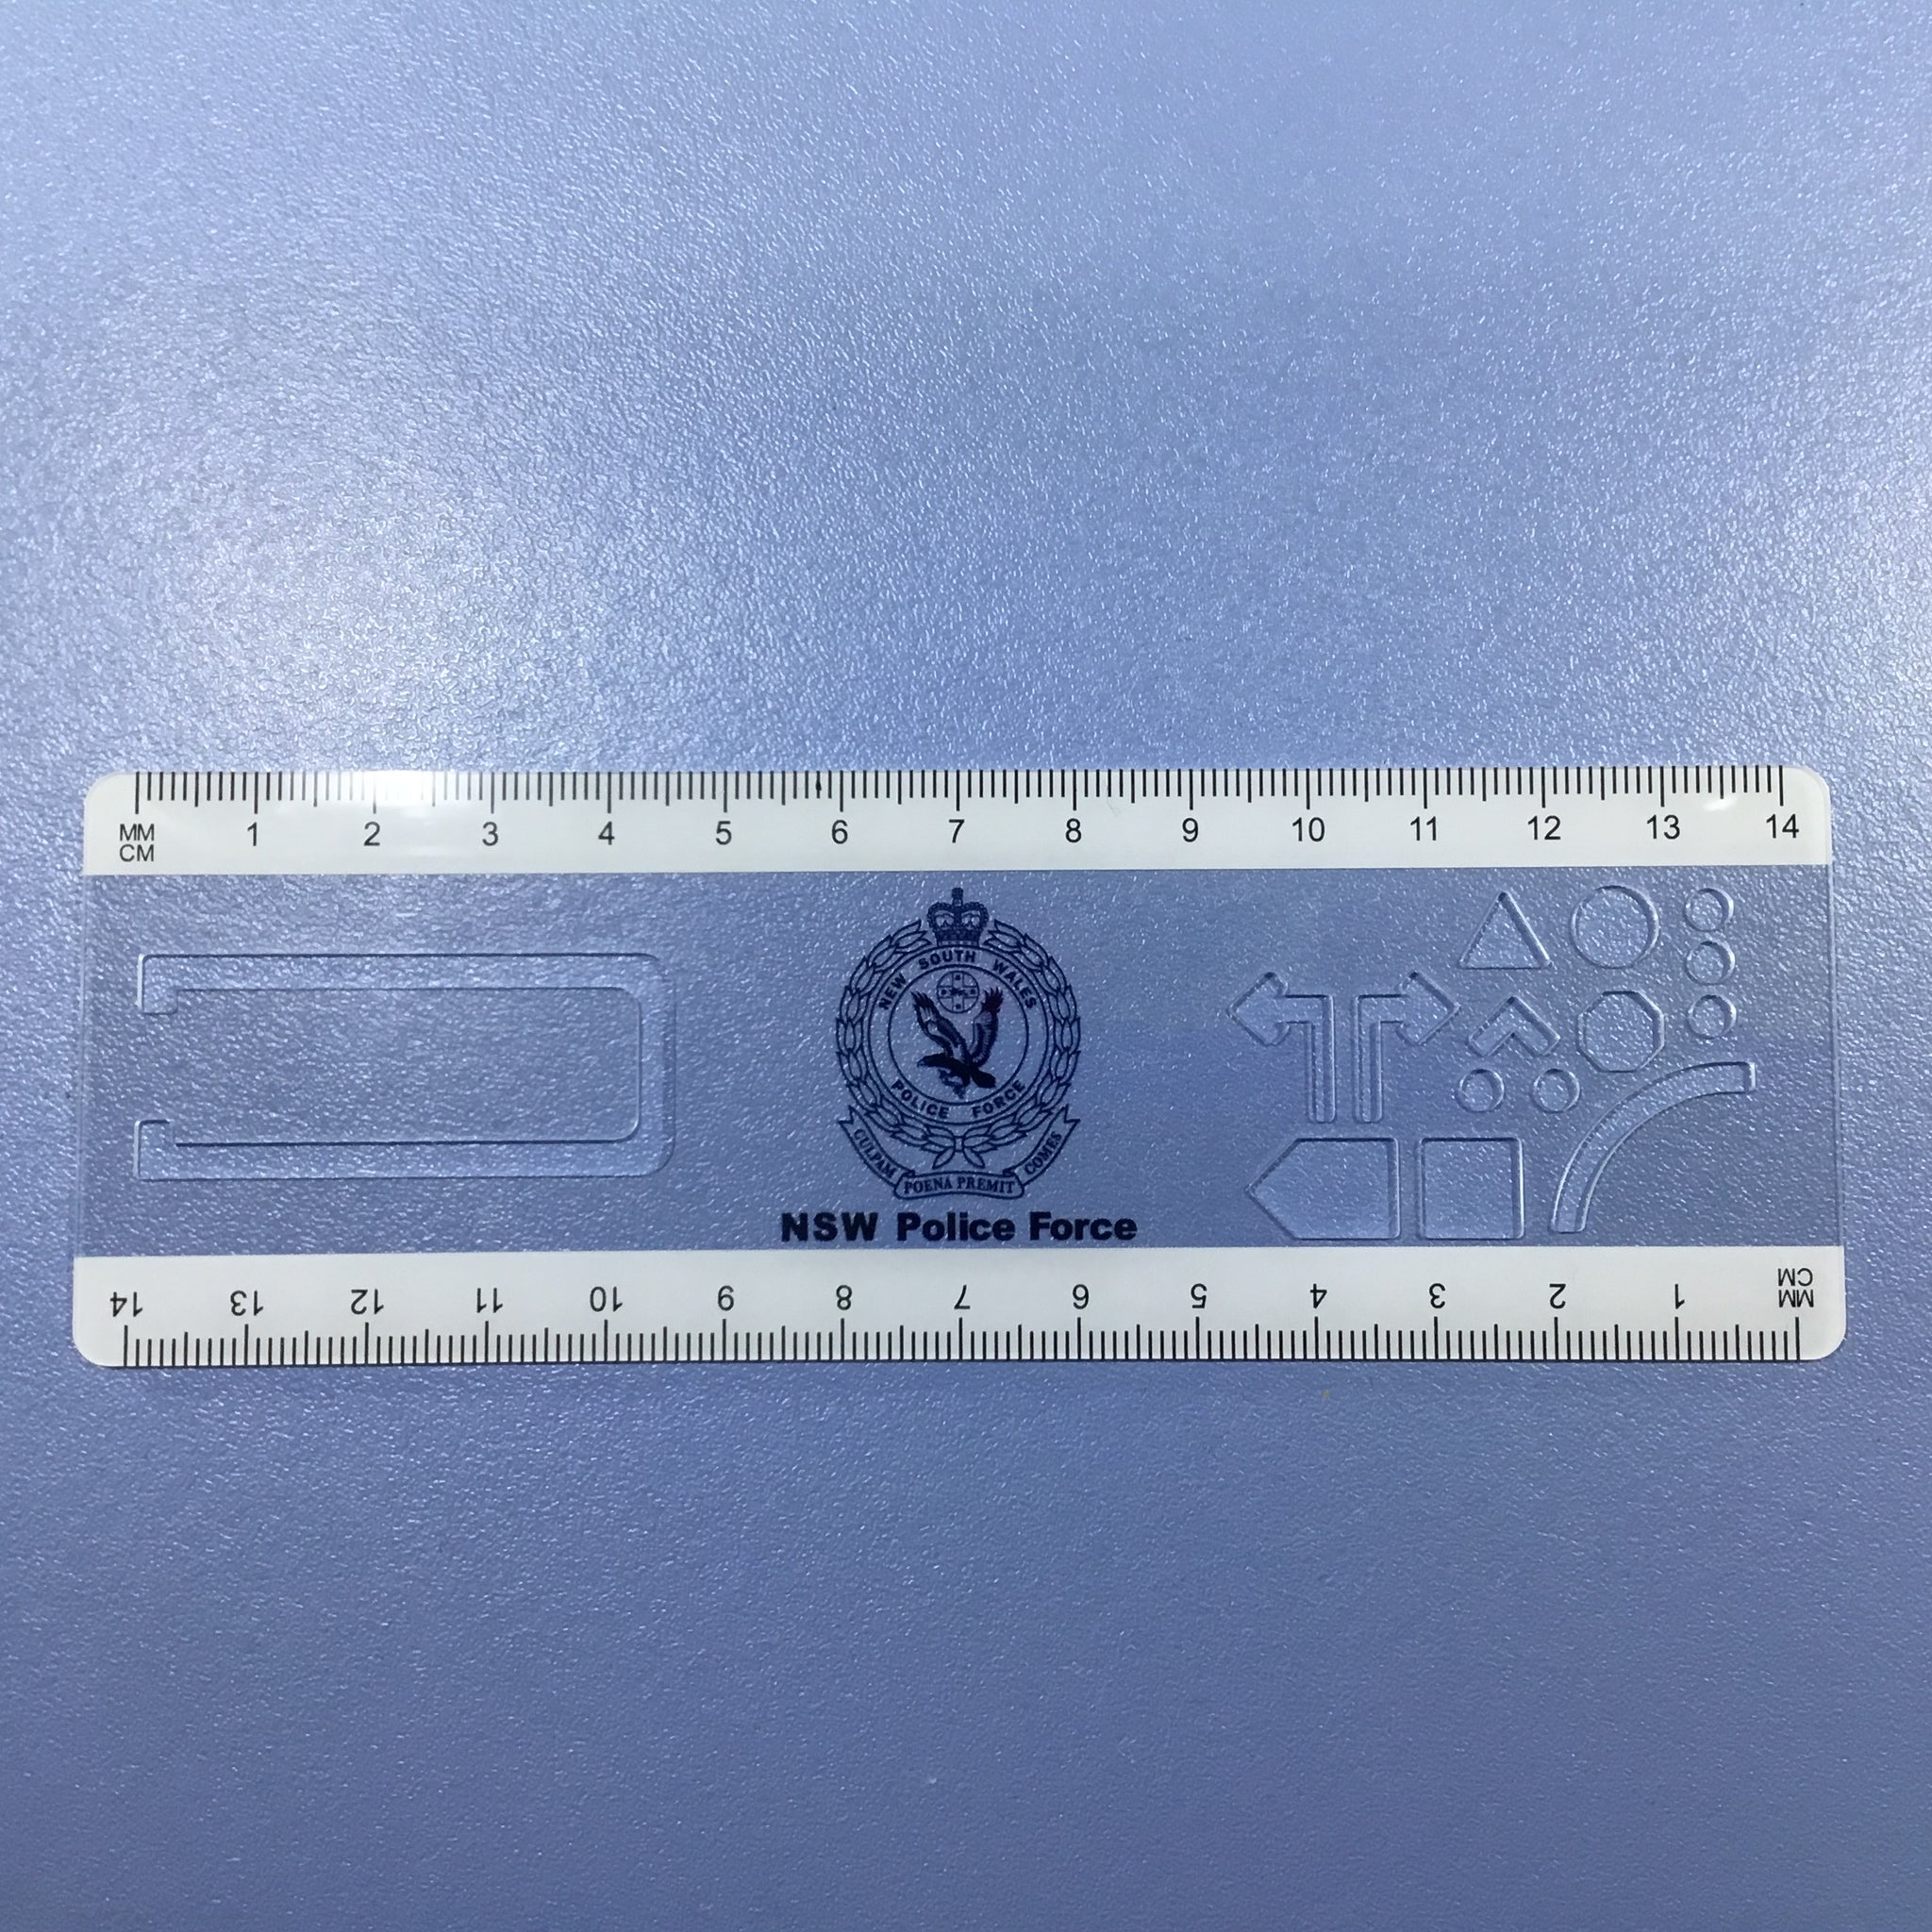 MM
CM
1 2 3 4 5 6 7 8 9 10 11 12 13 14
NEW SOUTH WALES
POLICE FORCE
CULPAM POENA PREMIT COMES
NSW Police Force
MM
CM
1 2 3 4 5 6 7 8 9 10 11 12 13 14